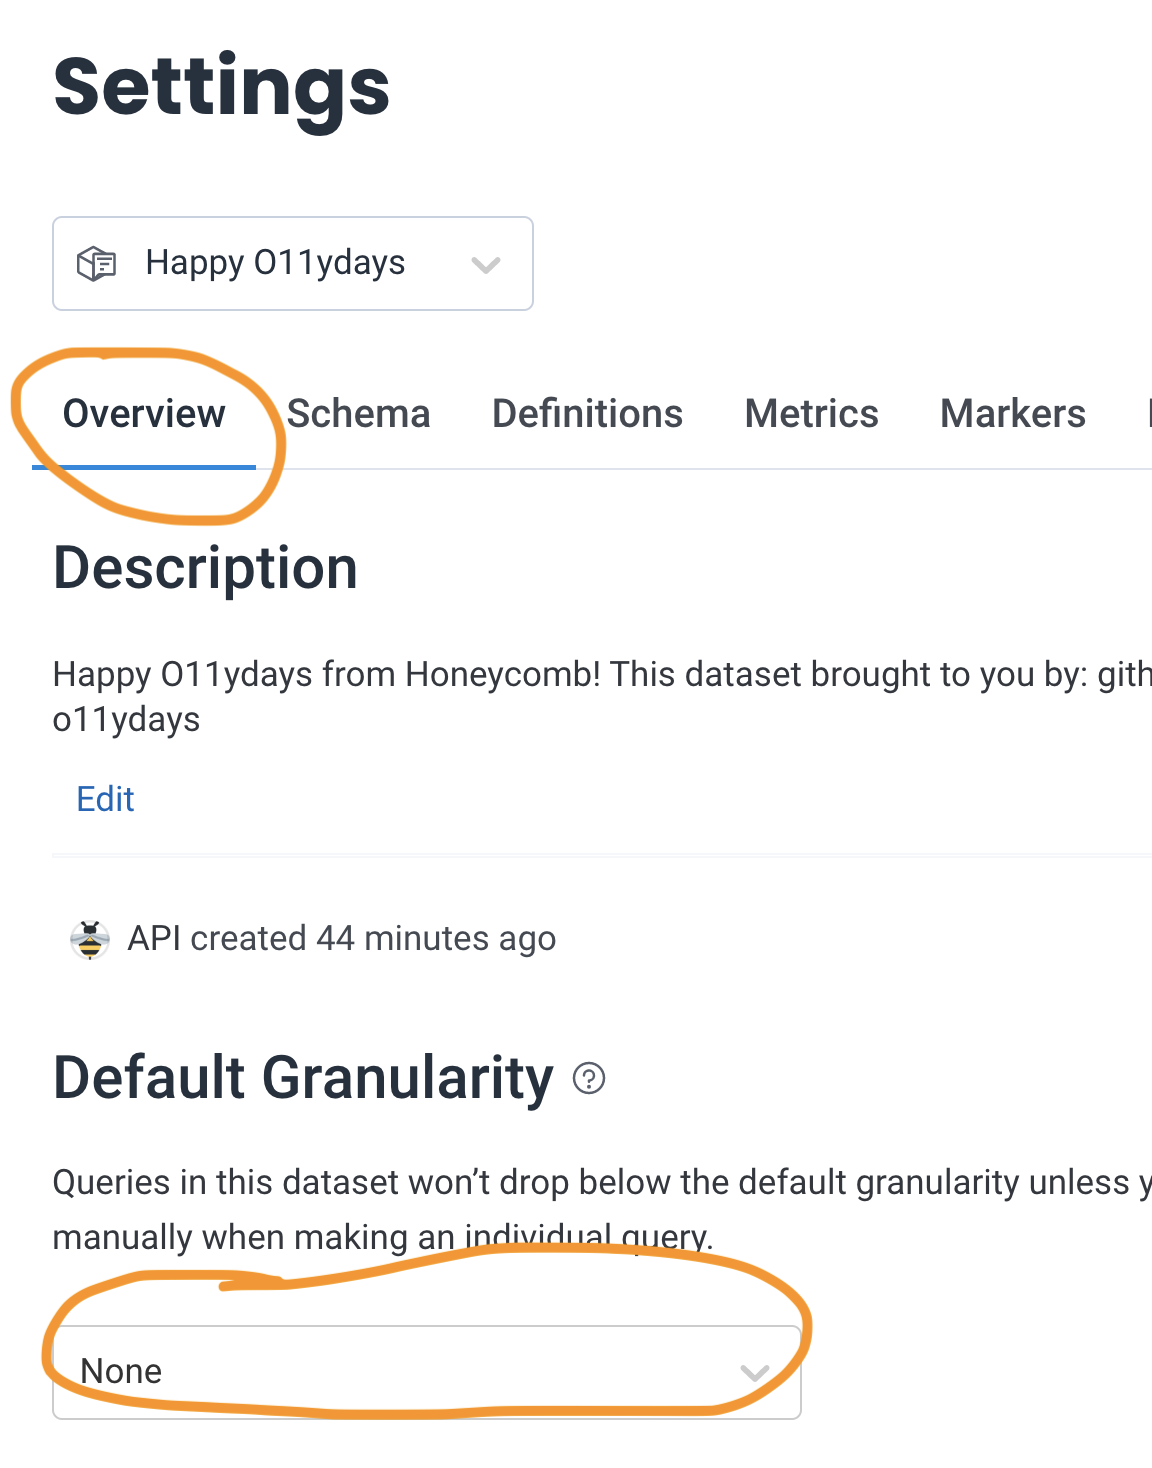 Settings
Happy O11ydays
Overview Schema Definitions Metrics Markers
Description
Happy O11ydays from Honeycomb! This dataset brought to you by: gith
o11ydays
Edit
API created 44 minutes ago
Default Granularity
Queries in this dataset won’t drop below the default granularity unless y
manually when making an individual query.
None